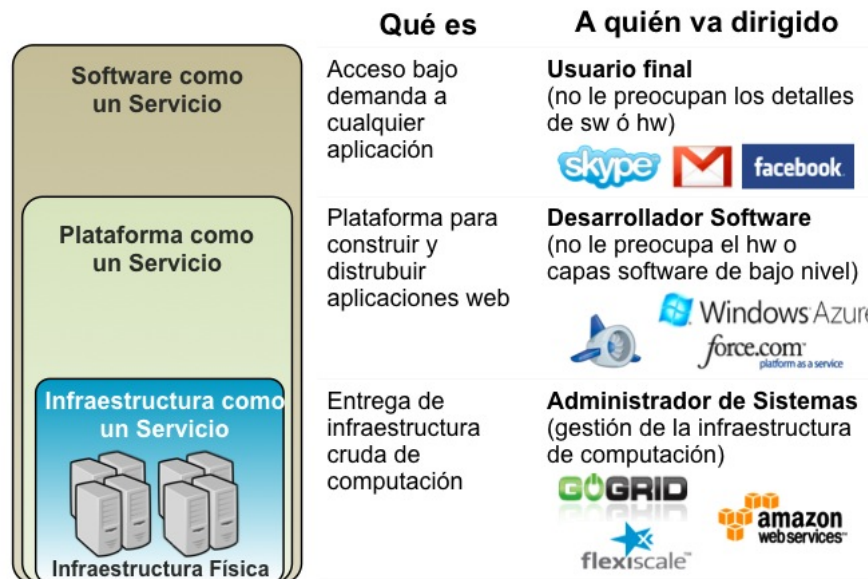 Qué es
A quién va dirigido
Software como
un Servicio
Acceso bajo
demanda a
cualquier
aplicación
Usuario final
(no le preocupan los detalles
de sw ó hw)
skype
facebook
Plataforma como
un Servicio
Plataforma para
construir y
distrubuir
aplicaciones web
Desarrollador Software
(no le preocupa el hw o
capas software de bajo nivel)
Windows Azure
force.com
platform as a service
Infraestructura como
un Servicio
Infraestructura Física
Entrega de
infraestructura
cruda de
computación
Administrador de Sistemas
(gestión de la infraestructura
de computación)
GOGRID
amazon
webservices™
flexiscale™